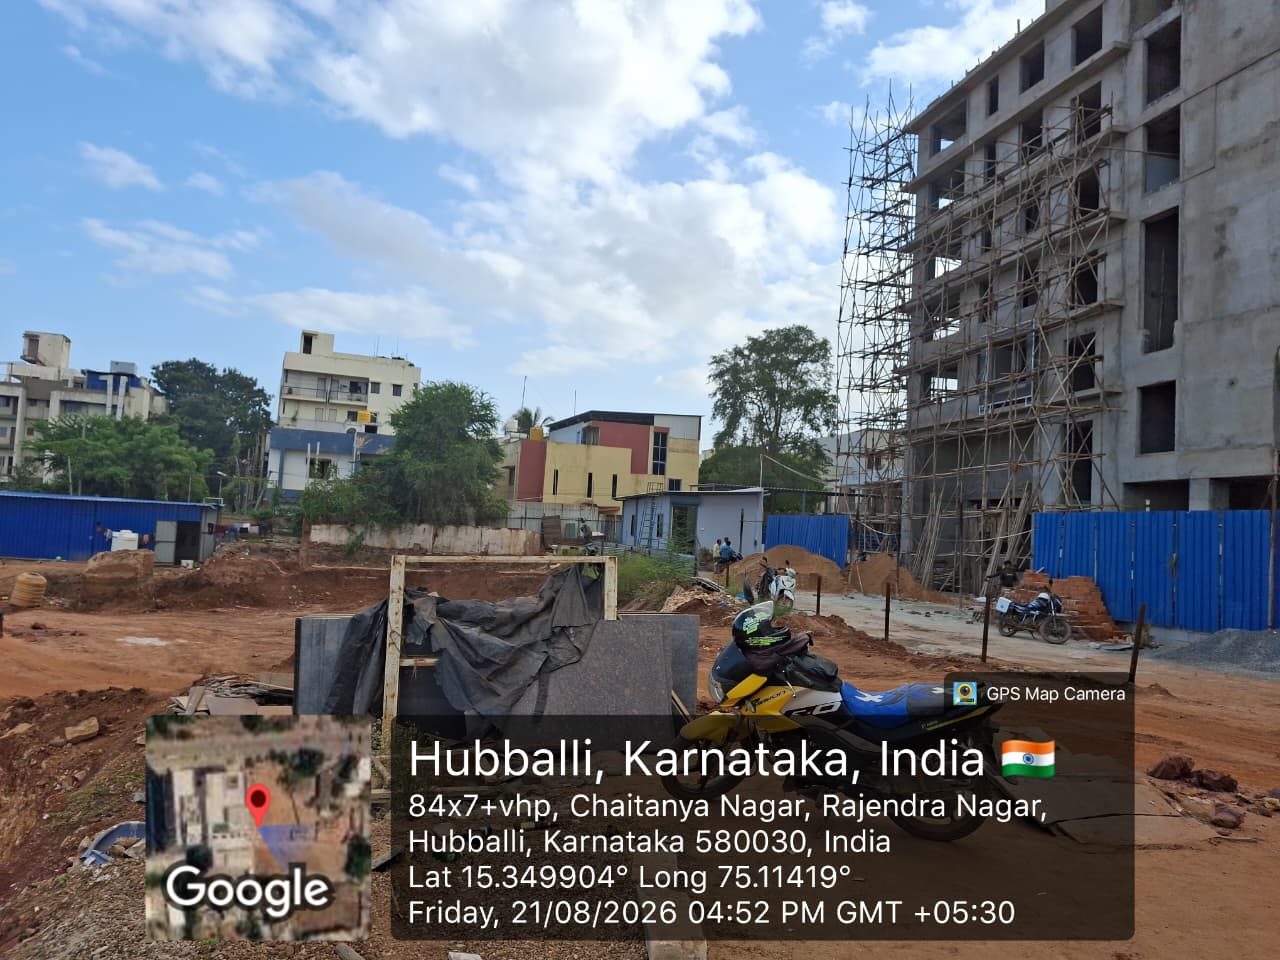 GPS Map Camera
Hubballi, Karnataka, India
84x7+vhp, Chaitanya Nagar, Rajendra Nagar,
Hubballi, Karnataka 580030, India
Lat 15.349904° Long 75.11419°
Friday, 21/08/2026 04:52 PM GMT +05:30
Google